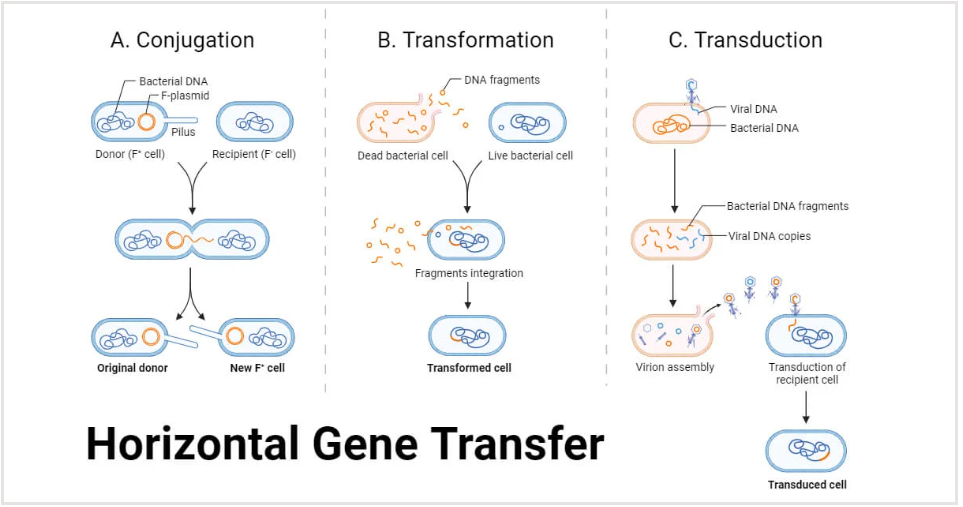 A. Conjugation
Bacterial DNA
F-plasmid
Pilus
Donor (F⁺ cell)
Recipient (F⁻ cell)
Original donor
New F⁺ cell
B. Transformation
DNA fragments
Dead bacterial cell
Live bacterial cell
Fragments integration
Transformed cell
C. Transduction
Viral DNA
Bacterial DNA
Bacterial DNA fragments
Viral DNA copies
Virion assembly
Transduction of
recipient cell
Transduced cell
Horizontal Gene Transfer